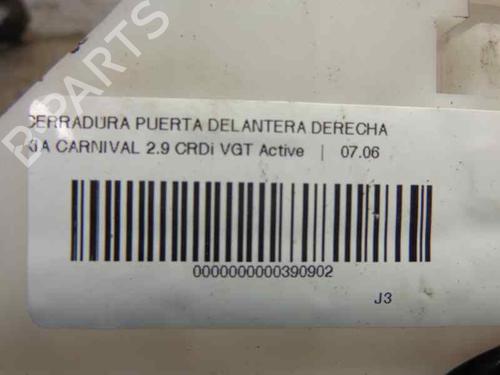 B-PARTS
CERRADURA PUERTA DELANTERA DERECHA
KIA CARNIVAL 2.9 CRDi VGT Active | 07.06
0000000000390902
J3